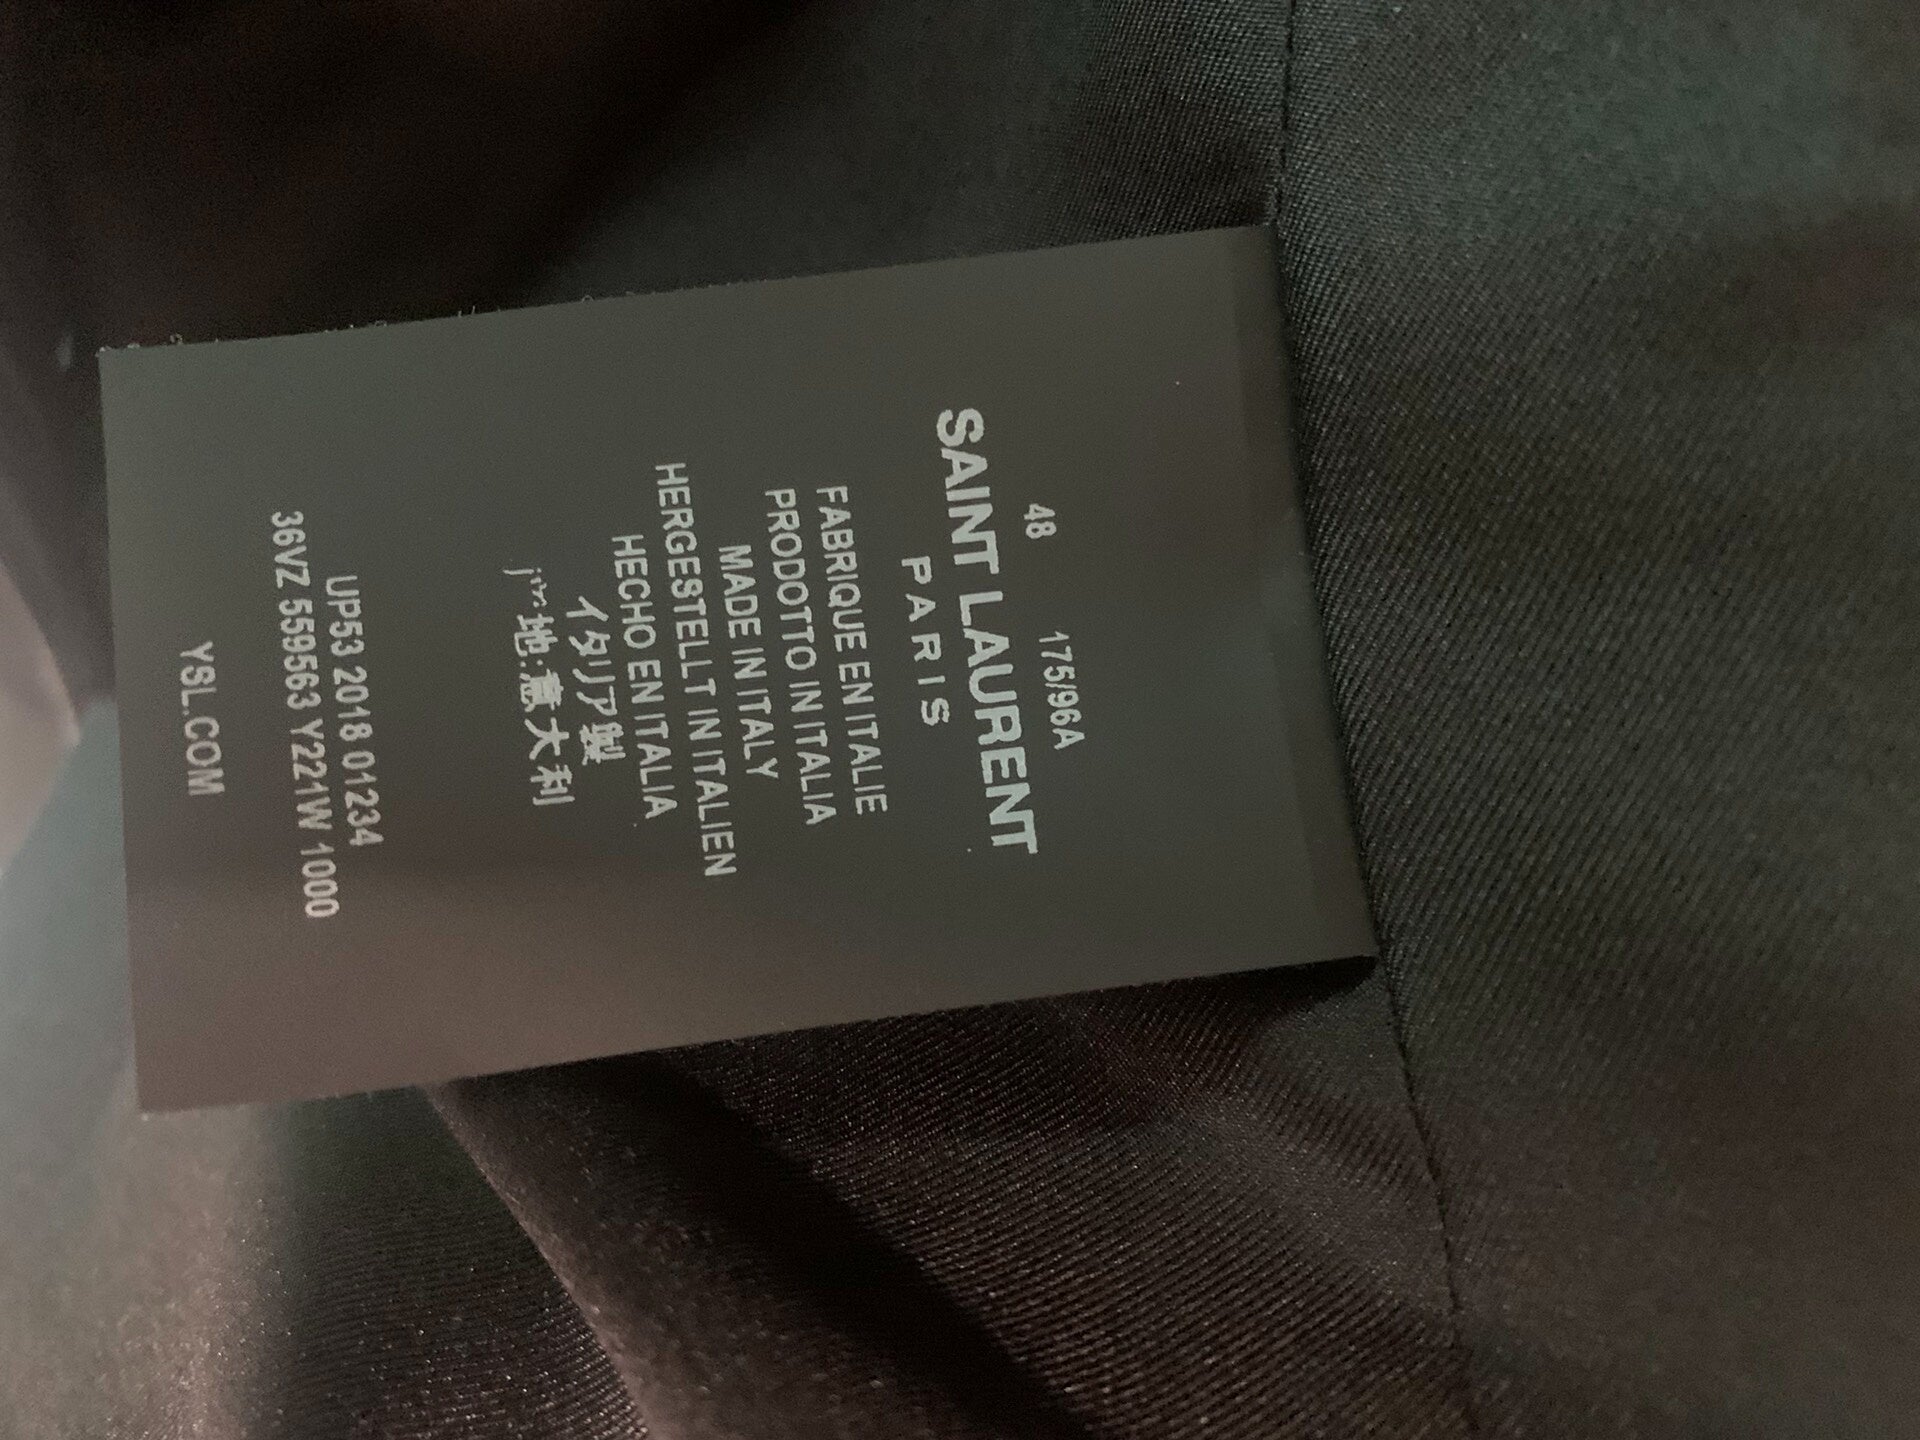 48 175/96A
SAINT LAURENT
PARIS
FABRIQUE EN ITALIE
PRODOTTO IN ITALIA
MADE IN ITALY
HERGESTELLT IN ITALIEN
HECHO EN ITALIA
イタリア製
地:意大利
UP53 2018 01234
36VZ 559563 Y221W 1000
YSL.COM